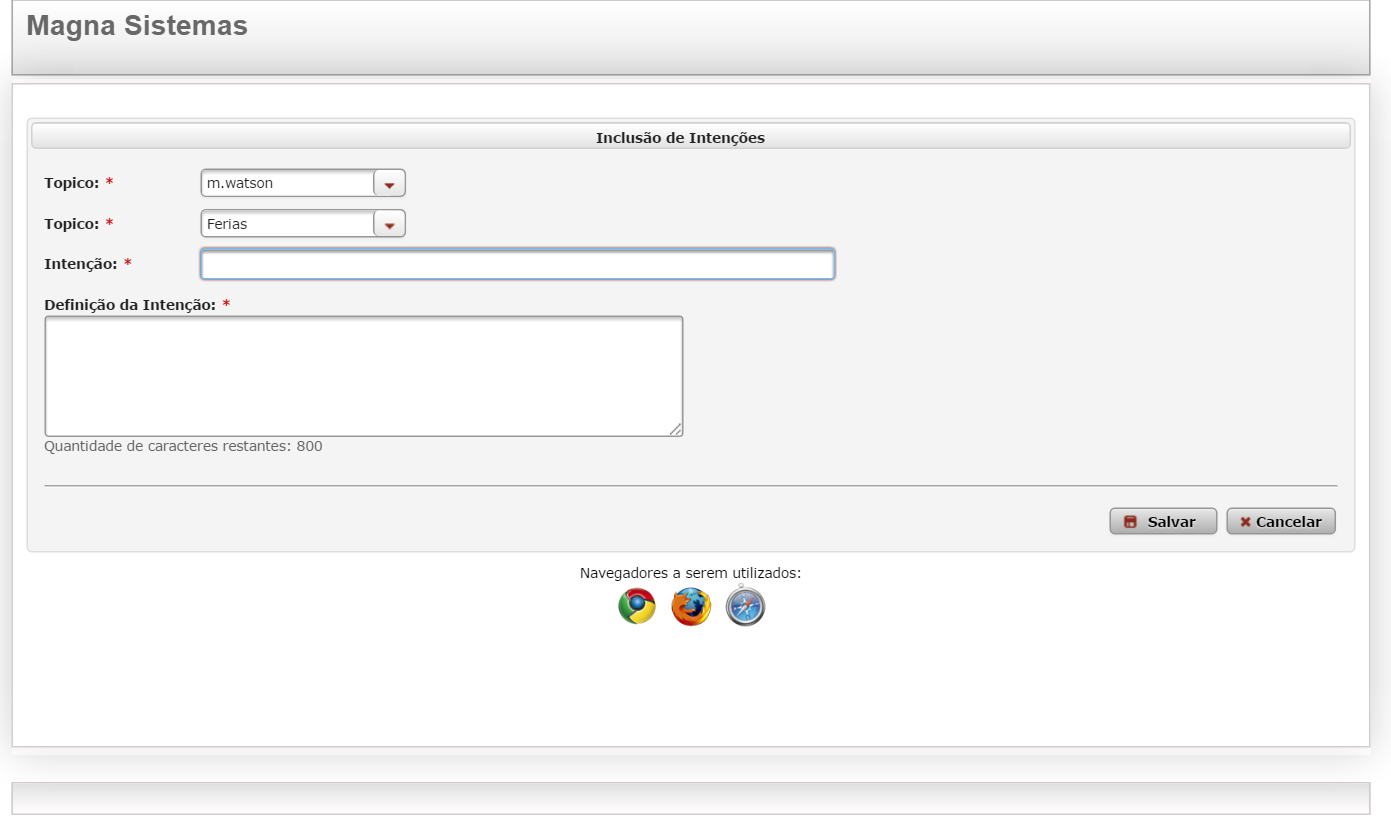 Magna Sistemas
Inclusão de Intenções
Topico: * m.watson
Topico: * Ferias
Intenção: *
Definição da Intenção: *
Quantidade de caracteres restantes: 800
Salvar Cancelar
Navegadores a serem utilizados: